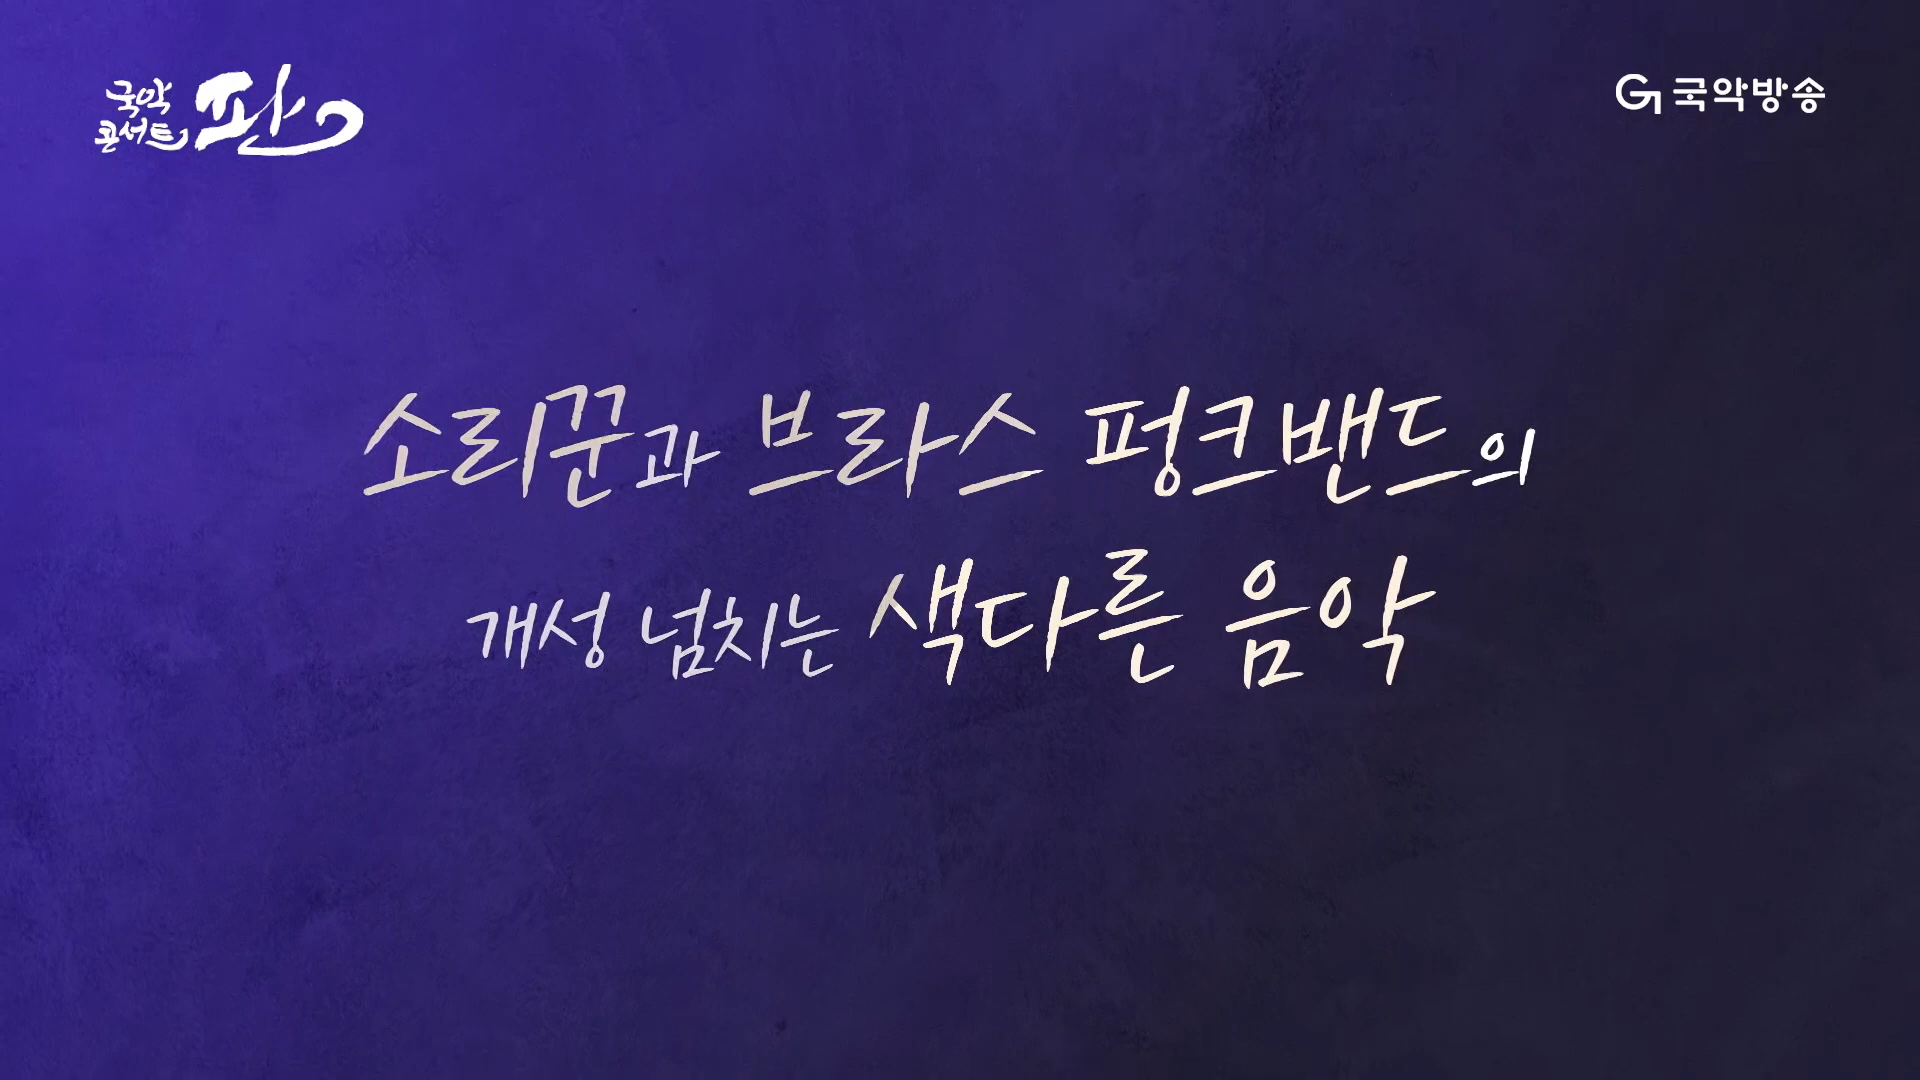 국악
콘서트 판
국악방송
소리꾼과 브라스 펑크밴드의
개성 넘치는 색다른 음악